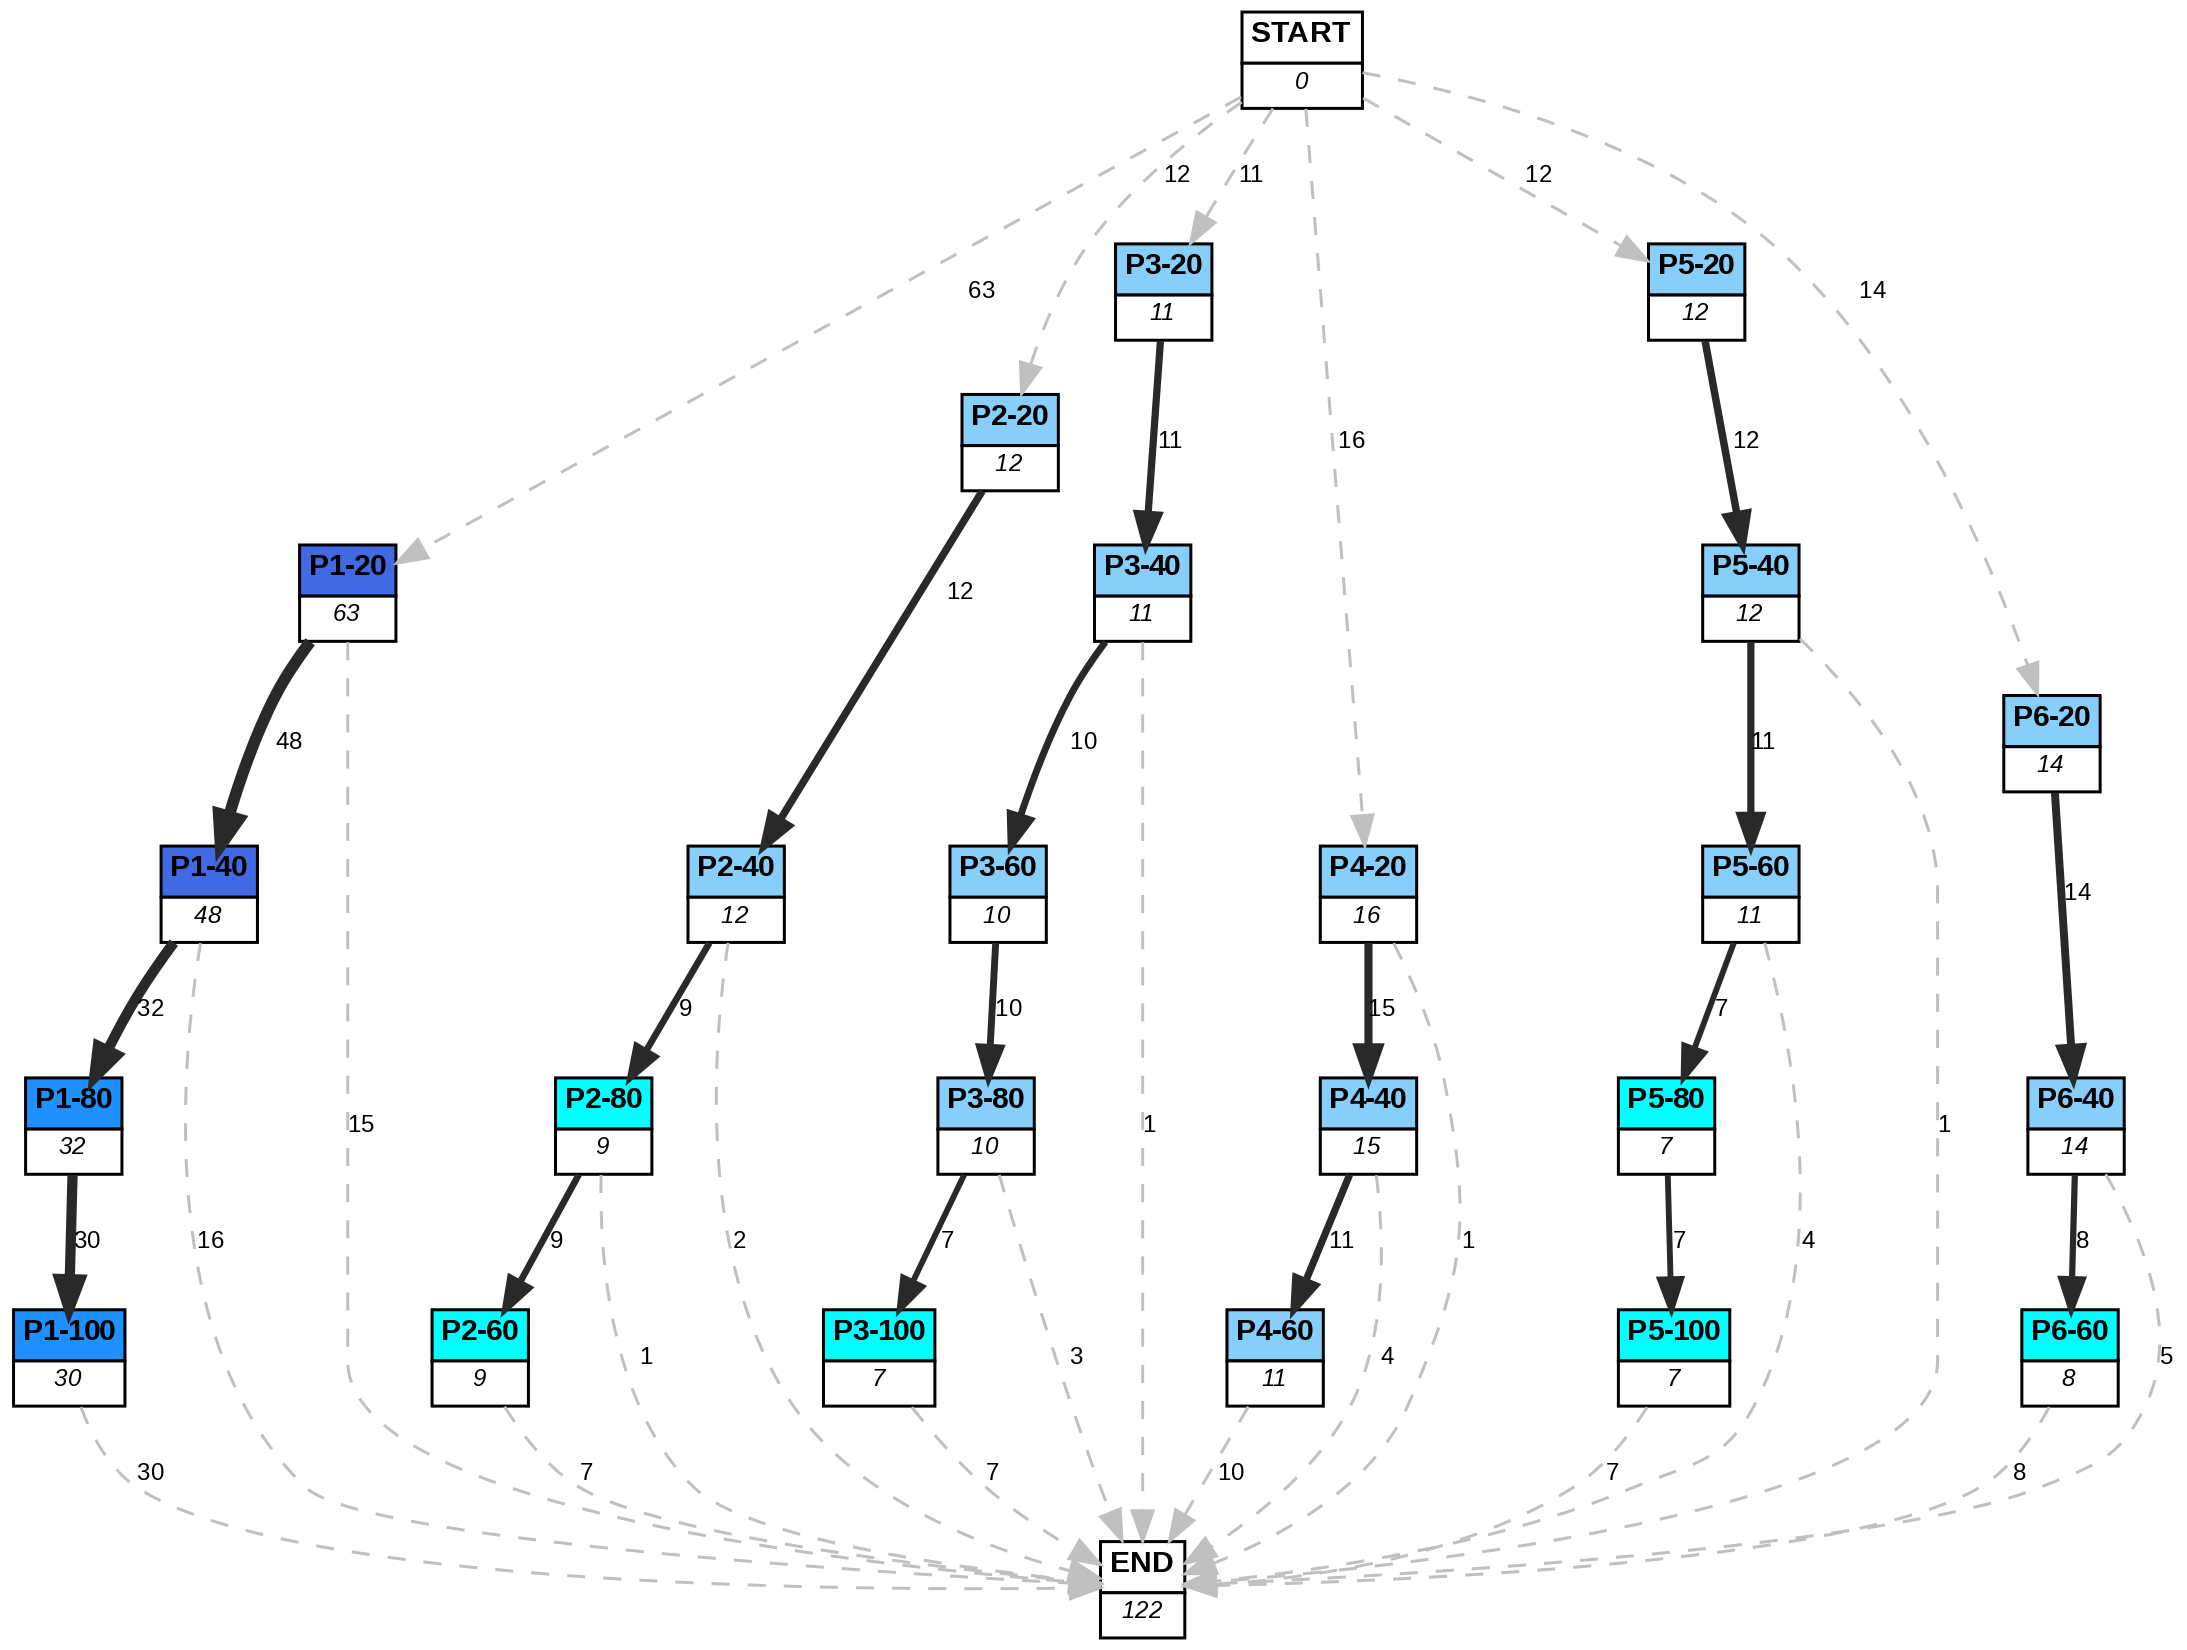 START
0
12
11
12
P3-20
11
P5-20
12
63
14
P2-20
12
11
16
12
P1-20
63
P3-40
11
P5-40
12
12
48
10
11
P6-20
14
P1-40
48
P2-40
12
P3-60
10
P4-20
16
P5-60
11
14
32
9
10
15
7
P1-80
32
P2-80
9
P3-80
10
P4-40
15
P5-80
7
P6-40
14
15
1
1
30
16
9
2
7
11
1
7
4
8
P1-100
30
P2-60
9
P3-100
7
P4-60
11
P5-100
7
P6-60
8
1
3
4
5
30
7
7
10
7
8
END
122